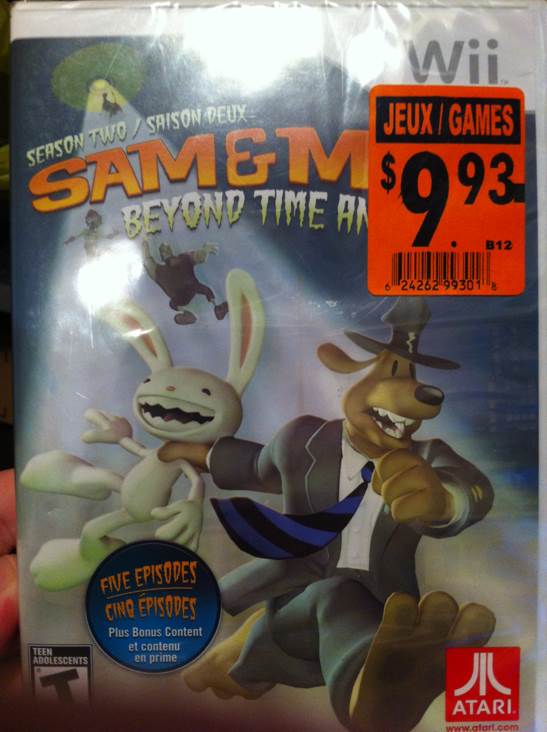 Wii
JEUX / GAMES
$9.93
B12
6 24262 99301 8
SEASON TWO / SAISON DEUX
SAM & M
BEYOND TIME AN
FIVE EPISODES
CINQ ÉPISODES
Plus Bonus Content
et contenu
en prime
TEEN
ADOLESCENTS
T
ATARI
www.atari.com